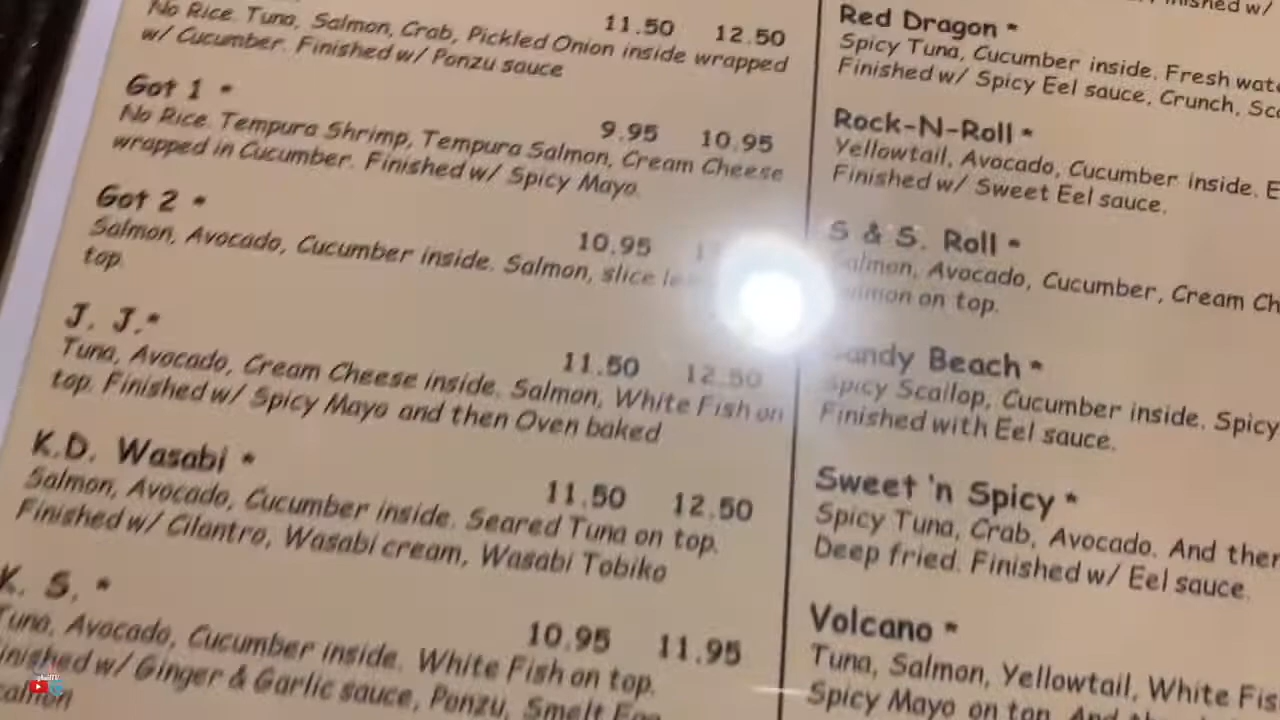 11.50 12.50
No Rice. Tuna, Salmon, Crab, Pickled Onion inside wrapped
w/ Cucumber. Finished w/ Ponzu sauce
Got 1 *
9.95 10.95
No Rice. Tempura Shrimp, Tempura Salmon, Cream Cheese
wrapped in Cucumber. Finished w/ Spicy Mayo.
Got 2 *
10.95
Salmon, Avocado, Cucumber inside. Salmon, slice
top.
J. J.*
11.50 12.50
Tuna, Avocado, Cream Cheese inside. Salmon, White Fish on
top. Finished w/ Spicy Mayo and then Oven baked
K.D. Wasabi *
11.50 12.50
Salmon, Avocado, Cucumber inside. Seared Tuna on top.
Finished w/ Cilantro, Wasabi cream, Wasabi Tobiko
K. S. *
10.95 11.95
Tuna, Avocado, Cucumber inside. White Fish on top.
Finished w/ Ginger & Garlic sauce, Ponzu, Smelt Egg
Red Dragon *
Spicy Tuna, Cucumber inside. Fresh
Finished w/ Spicy Eel sauce, Crunch,
Rock-N-Roll *
Yellowtail, Avocado, Cucumber inside.
Finished w/ Sweet Eel sauce.
S & S. Roll *
Salmon, Avocado, Cucumber, Cream
on top.
Sandy Beach *
Spicy Scallop, Cucumber inside. Spicy
Finished with Eel sauce.
Sweet 'n Spicy *
Spicy Tuna, Crab, Avocado. And then
Deep fried. Finished w/ Eel sauce.
Volcano *
Tuna, Salmon, Yellowtail, White
Spicy Mayo on top. And